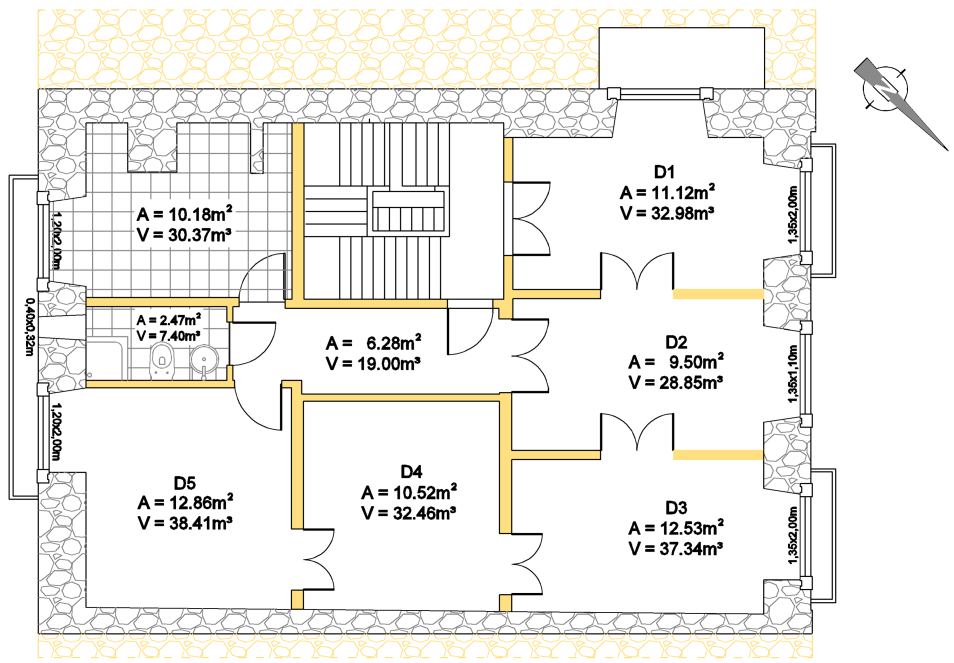 D1
A = 11.12m²
V = 32.98m³
1,35x2,00m
A = 10.18m²
V = 30.37m³
1,20x2,00m
0,40x0,32m
A = 2.47m²
V = 7.40m³
A = 6.28m²
V = 19.00m³
D2
A = 9.50m²
V = 28.85m³
1,35x1,10m
1,20x2,00m
D5
A = 12.86m²
V = 38.41m³
D4
A = 10.52m²
V = 32.46m³
D3
A = 12.53m²
V = 37.34m³
1,35x2,00m
N